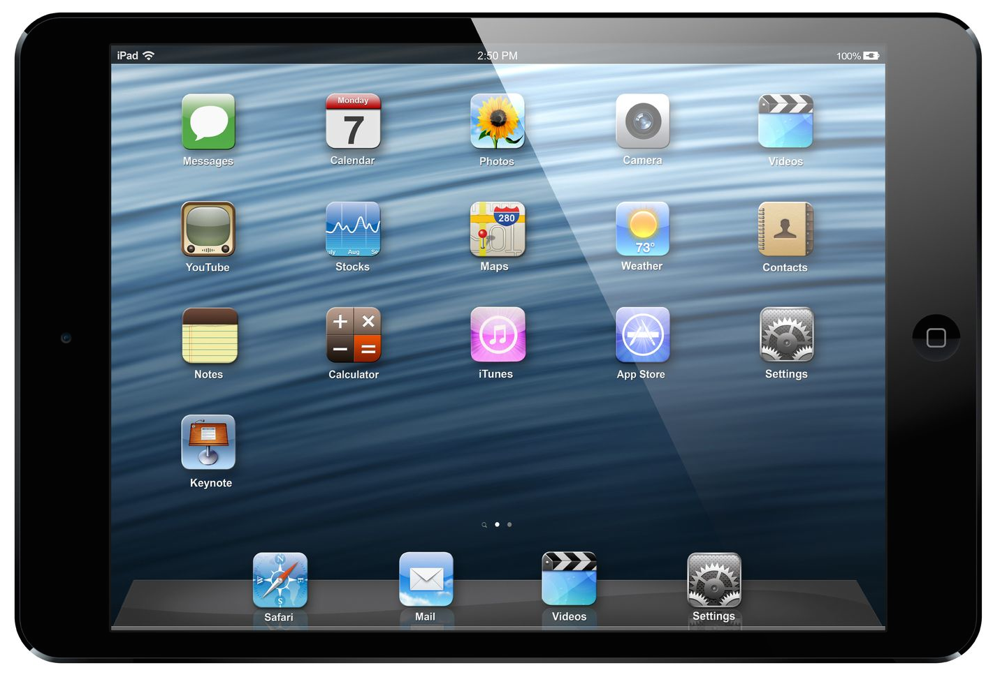 iPad 2:50 PM 100%
Monday
7
Messages Calendar Photos Camera Videos
280
73°
July Aug Se
YouTube Stocks Maps Weather Contacts
Notes Calculator iTunes App Store Settings
Keynote
N
W E
S
Safari Mail Videos Settings